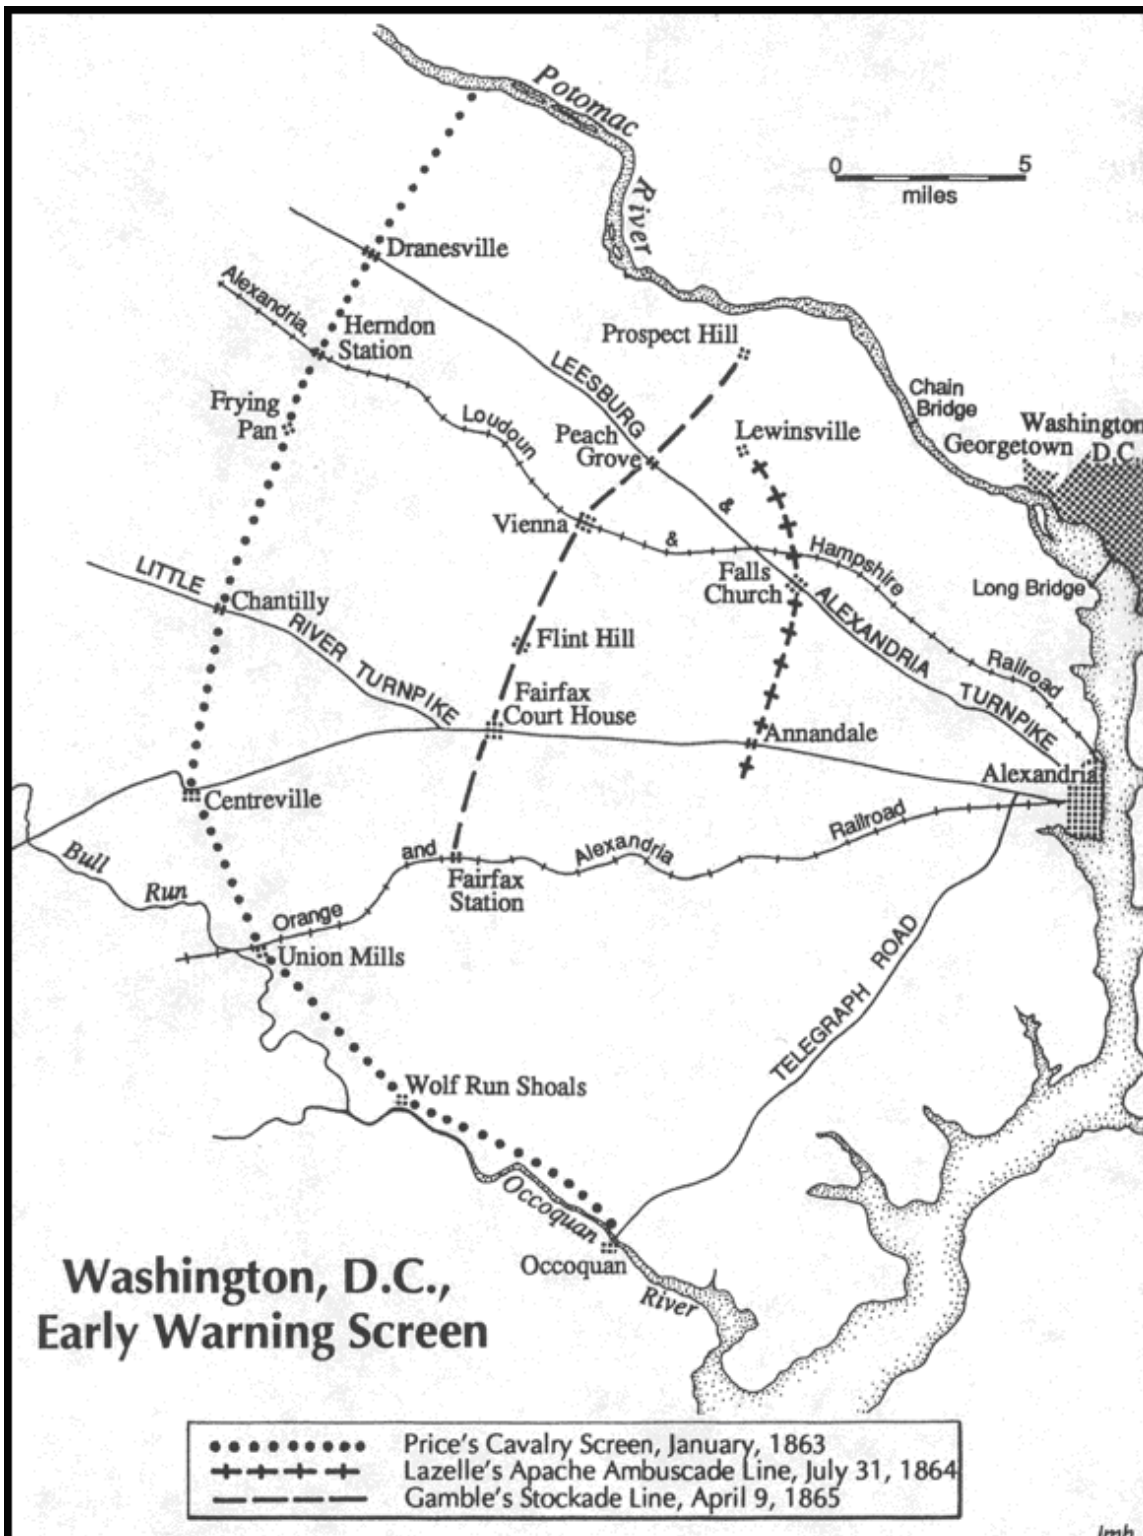 Potomac
River
0 5
miles
Dranesville
Alexandria,
Herndon
Station
Prospect Hill
LEESBURG
Chain
Bridge
Frying
Pan
Loudoun
Washington
D.C.
Georgetown
Peach
Grove
Lewinsville
Vienna
&
&
Hampshire
Falls
Church
Long Bridge
LITTLE
Chantilly
RIVER TURNPIKE
ALEXANDRIA
Flint Hill
Railroad
TURNPIKE
Fairfax
Court House
Annandale
Alexandria
Centreville
Railroad
Bull
Run
and
Alexandria
Fairfax
Station
Orange
Union Mills
TELEGRAPH ROAD
Wolf Run Shoals
Occoquan
Occoquan
River
Washington, D.C.,
Early Warning Screen
Price's Cavalry Screen, January, 1863
Lazelle's Apache Ambuscade Line, July 31, 1864
Gamble's Stockade Line, April 9, 1865